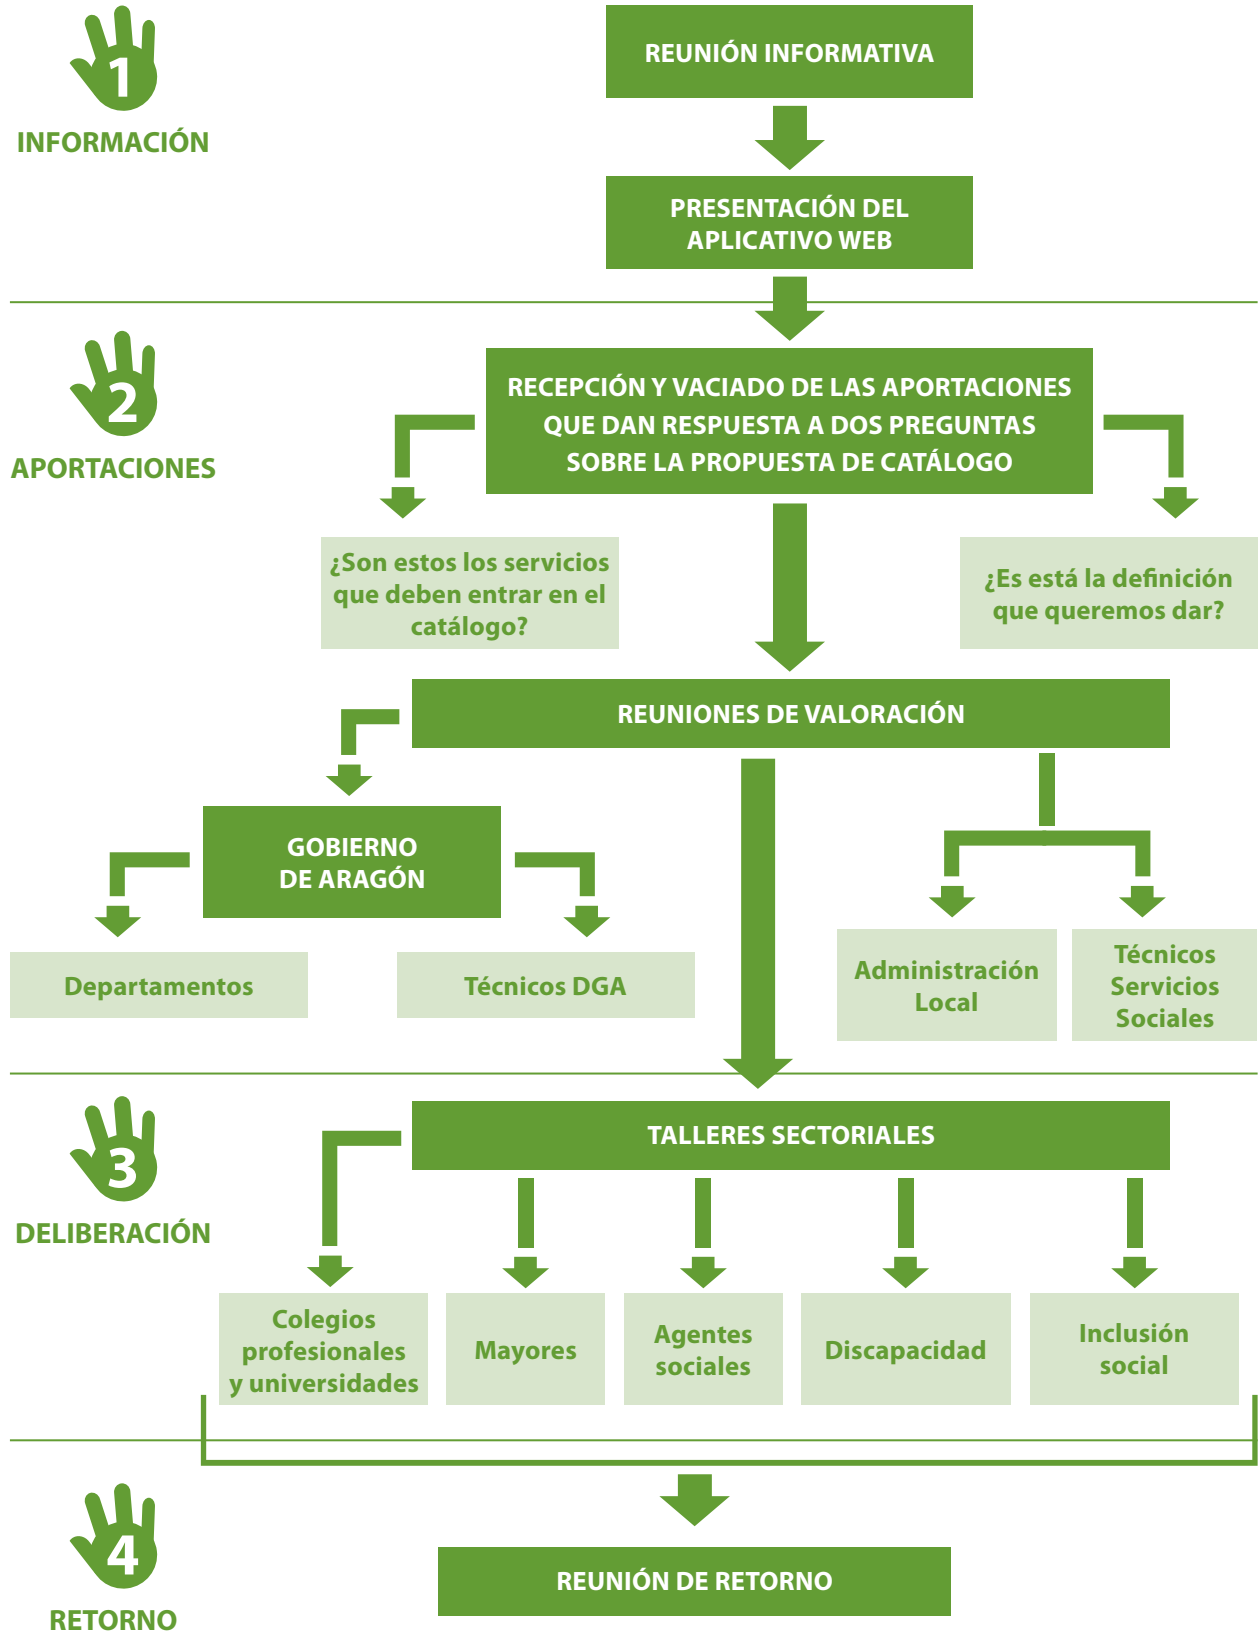 1
INFORMACIÓN
REUNIÓN INFORMATIVA
PRESENTACIÓN DEL
APLICATIVO WEB
2
APORTACIONES
RECEPCIÓN Y VACIADO DE LAS APORTACIONES
QUE DAN RESPUESTA A DOS PREGUNTAS
SOBRE LA PROPUESTA DE CATÁLOGO
¿Son estos los servicios
que deben entrar en el
catálogo?
¿Es está la definición
que queremos dar?
REUNIONES DE VALORACIÓN
GOBIERNO
DE ARAGÓN
Departamentos
Técnicos DGA
Administración
Local
Técnicos
Servicios
Sociales
3
DELIBERACIÓN
TALLERES SECTORIALES
Colegios
profesionales
y universidades
Mayores
Agentes
sociales
Discapacidad
Inclusión
social
4
RETORNO
REUNIÓN DE RETORNO